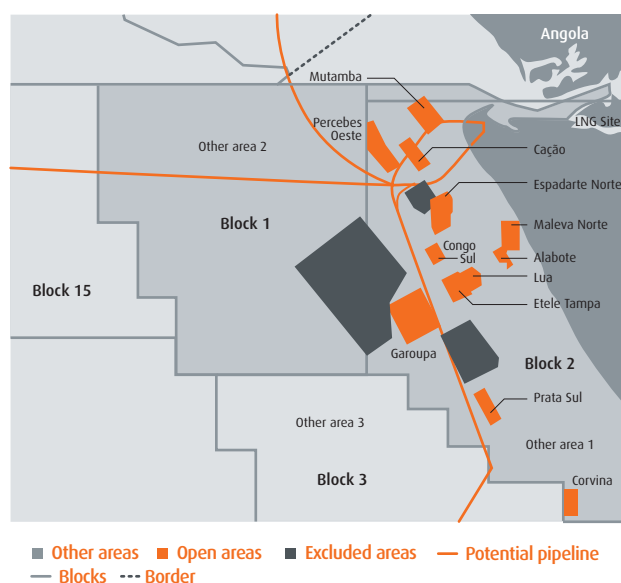 Angola
Mutamba
LNG Site
Percebes
Oeste
Other area 2
Cação
Espadarte Norte
Block 1
Maleva Norte
Congo
Sul
Alabote
Lua
Block 15
Etele Tampa
Garoupa
Block 2
Prata Sul
Other area 3
Other area 1
Block 3
Corvina
Other areas
Open areas
Excluded areas
Potential pipeline
Blocks
Border